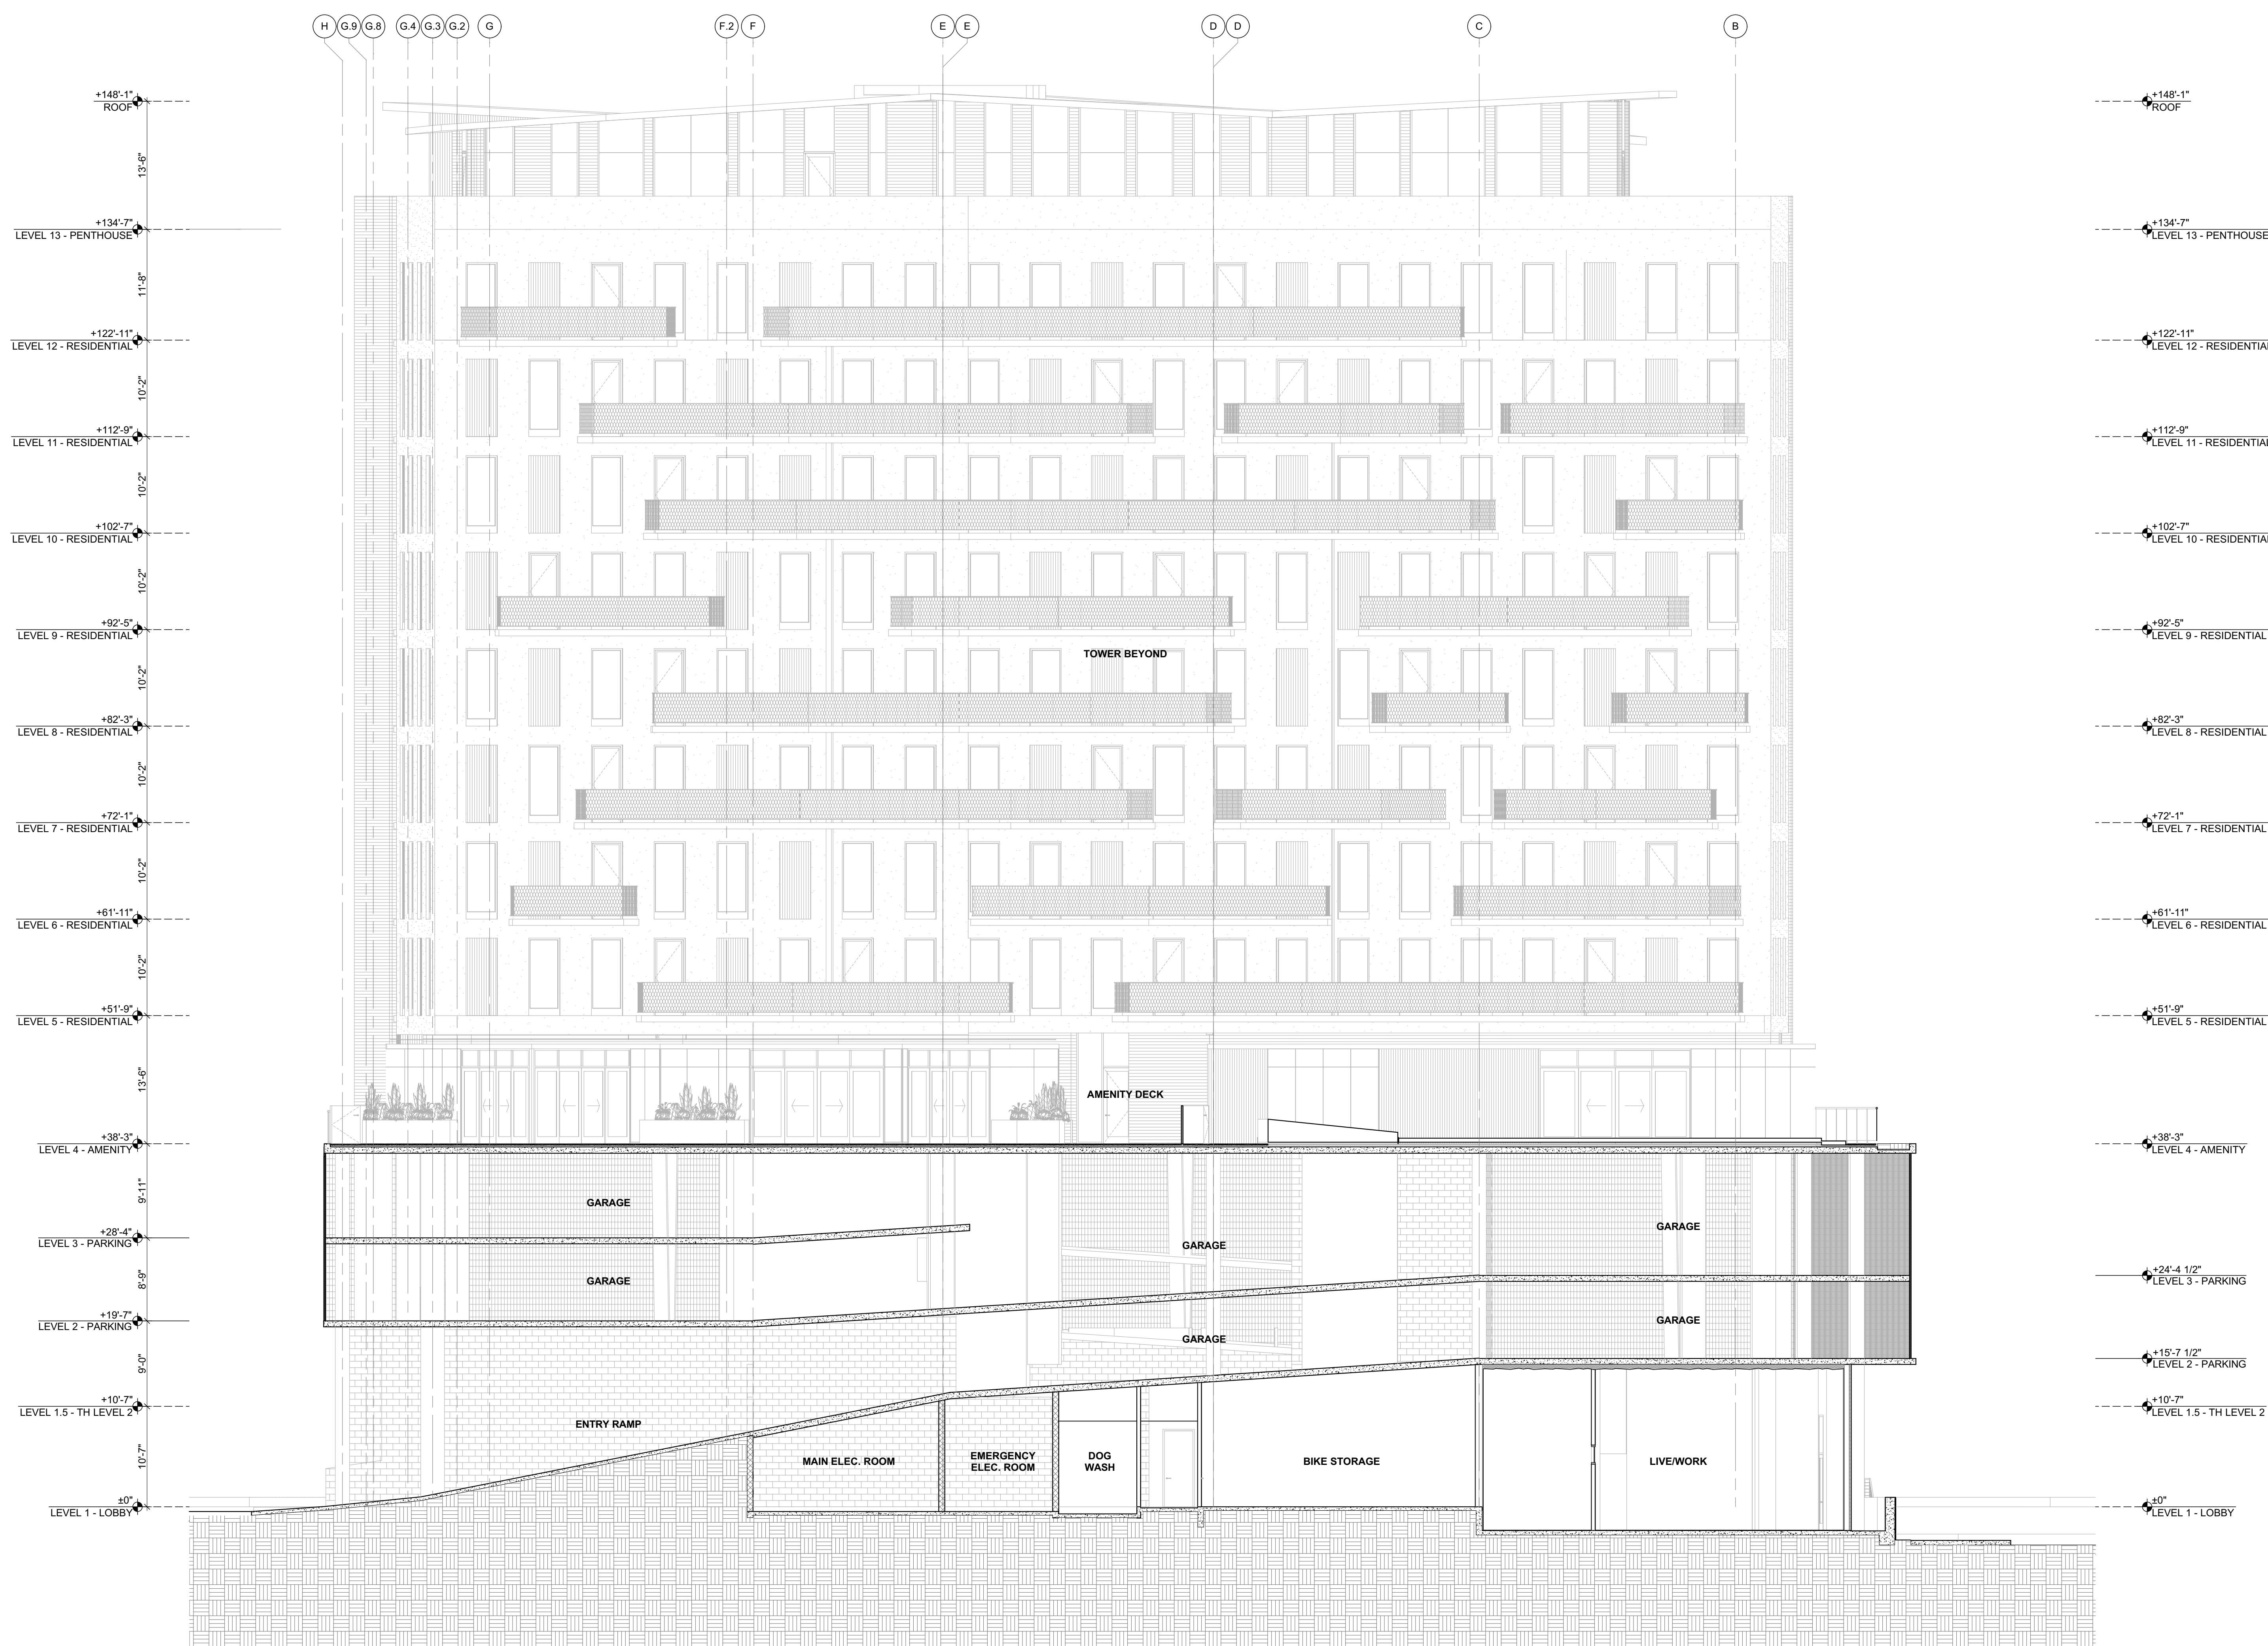 H G.9 G.8 G.4 G.3 G.2 G F.2 F E E D D C B
+148'-1"
ROOF
13'-6"
+134'-7"
LEVEL 13 - PENTHOUSE
11'-8"
+122'-11"
LEVEL 12 - RESIDENTIAL
10'-2"
+112'-9"
LEVEL 11 - RESIDENTIAL
10'-2"
+102'-7"
LEVEL 10 - RESIDENTIAL
10'-2"
+92'-5"
LEVEL 9 - RESIDENTIAL
10'-2"
+82'-3"
LEVEL 8 - RESIDENTIAL
10'-2"
+72'-1"
LEVEL 7 - RESIDENTIAL
10'-2"
+61'-11"
LEVEL 6 - RESIDENTIAL
10'-2"
+51'-9"
LEVEL 5 - RESIDENTIAL
13'-6"
+38'-3"
LEVEL 4 - AMENITY
9'-11"
+28'-4"
LEVEL 3 - PARKING
8'-9"
+19'-7"
LEVEL 2 - PARKING
9'-0"
+10'-7"
LEVEL 1.5 - TH LEVEL 2
10'-7"
±0"
LEVEL 1 - LOBBY
TOWER BEYOND
AMENITY DECK
GARAGE
GARAGE
GARAGE
GARAGE
GARAGE
GARAGE
ENTRY RAMP
MAIN ELEC. ROOM
EMERGENCY
ELEC. ROOM
DOG
WASH
BIKE STORAGE
LIVE/WORK
+148'-1"
ROOF
+134'-7"
LEVEL 13 - PENTHOUSE
+122'-11"
LEVEL 12 - RESIDENTIAL
+112'-9"
LEVEL 11 - RESIDENTIAL
+102'-7"
LEVEL 10 - RESIDENTIAL
+92'-5"
LEVEL 9 - RESIDENTIAL
+82'-3"
LEVEL 8 - RESIDENTIAL
+72'-1"
LEVEL 7 - RESIDENTIAL
+61'-11"
LEVEL 6 - RESIDENTIAL
+51'-9"
LEVEL 5 - RESIDENTIAL
+38'-3"
LEVEL 4 - AMENITY
+24'-4 1/2"
LEVEL 3 - PARKING
+15'-7 1/2"
LEVEL 2 - PARKING
+10'-7"
LEVEL 1.5 - TH LEVEL 2
±0"
LEVEL 1 - LOBBY